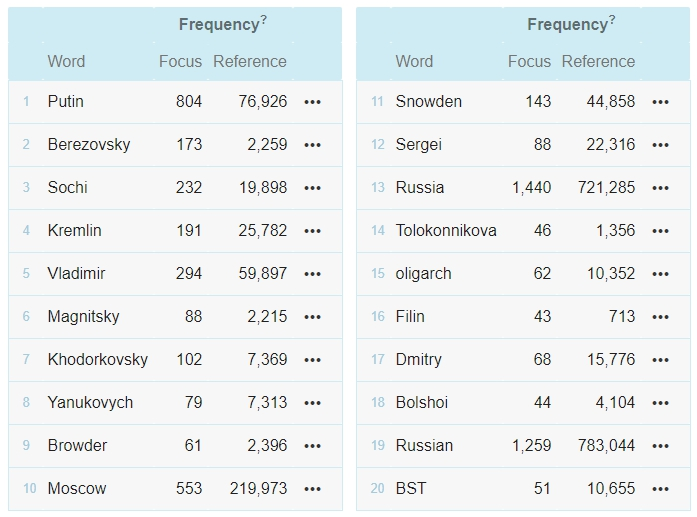 Frequency?
Word Focus Reference
1 Putin 804 76,926 •••
2 Berezovsky 173 2,259 •••
3 Sochi 232 19,898 •••
4 Kremlin 191 25,782 •••
5 Vladimir 294 59,897 •••
6 Magnitsky 88 2,215 •••
7 Khodorkovsky 102 7,369 •••
8 Yanukovych 79 7,313 •••
9 Browder 61 2,396 •••
10 Moscow 553 219,973 •••
Frequency?
Word Focus Reference
11 Snowden 143 44,858 •••
12 Sergei 88 22,316 •••
13 Russia 1,440 721,285 •••
14 Tolokonnikova 46 1,356 •••
15 oligarch 62 10,352 •••
16 Filin 43 713 •••
17 Dmitry 68 15,776 •••
18 Bolshoi 44 4,104 •••
19 Russian 1,259 783,044 •••
20 BST 51 10,655 •••